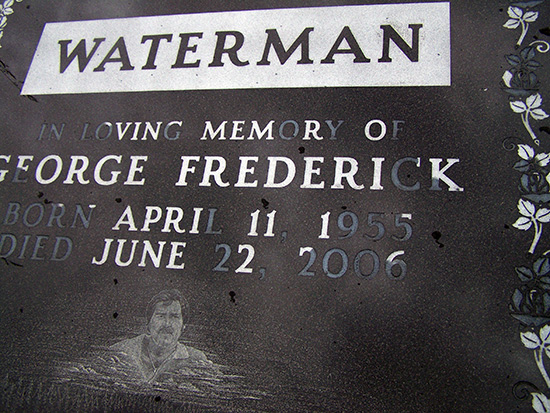 WATERMAN
IN LOVING MEMORY OF
GEORGE FREDERICK
BORN APRIL 11, 1955
DIED JUNE 22, 2006